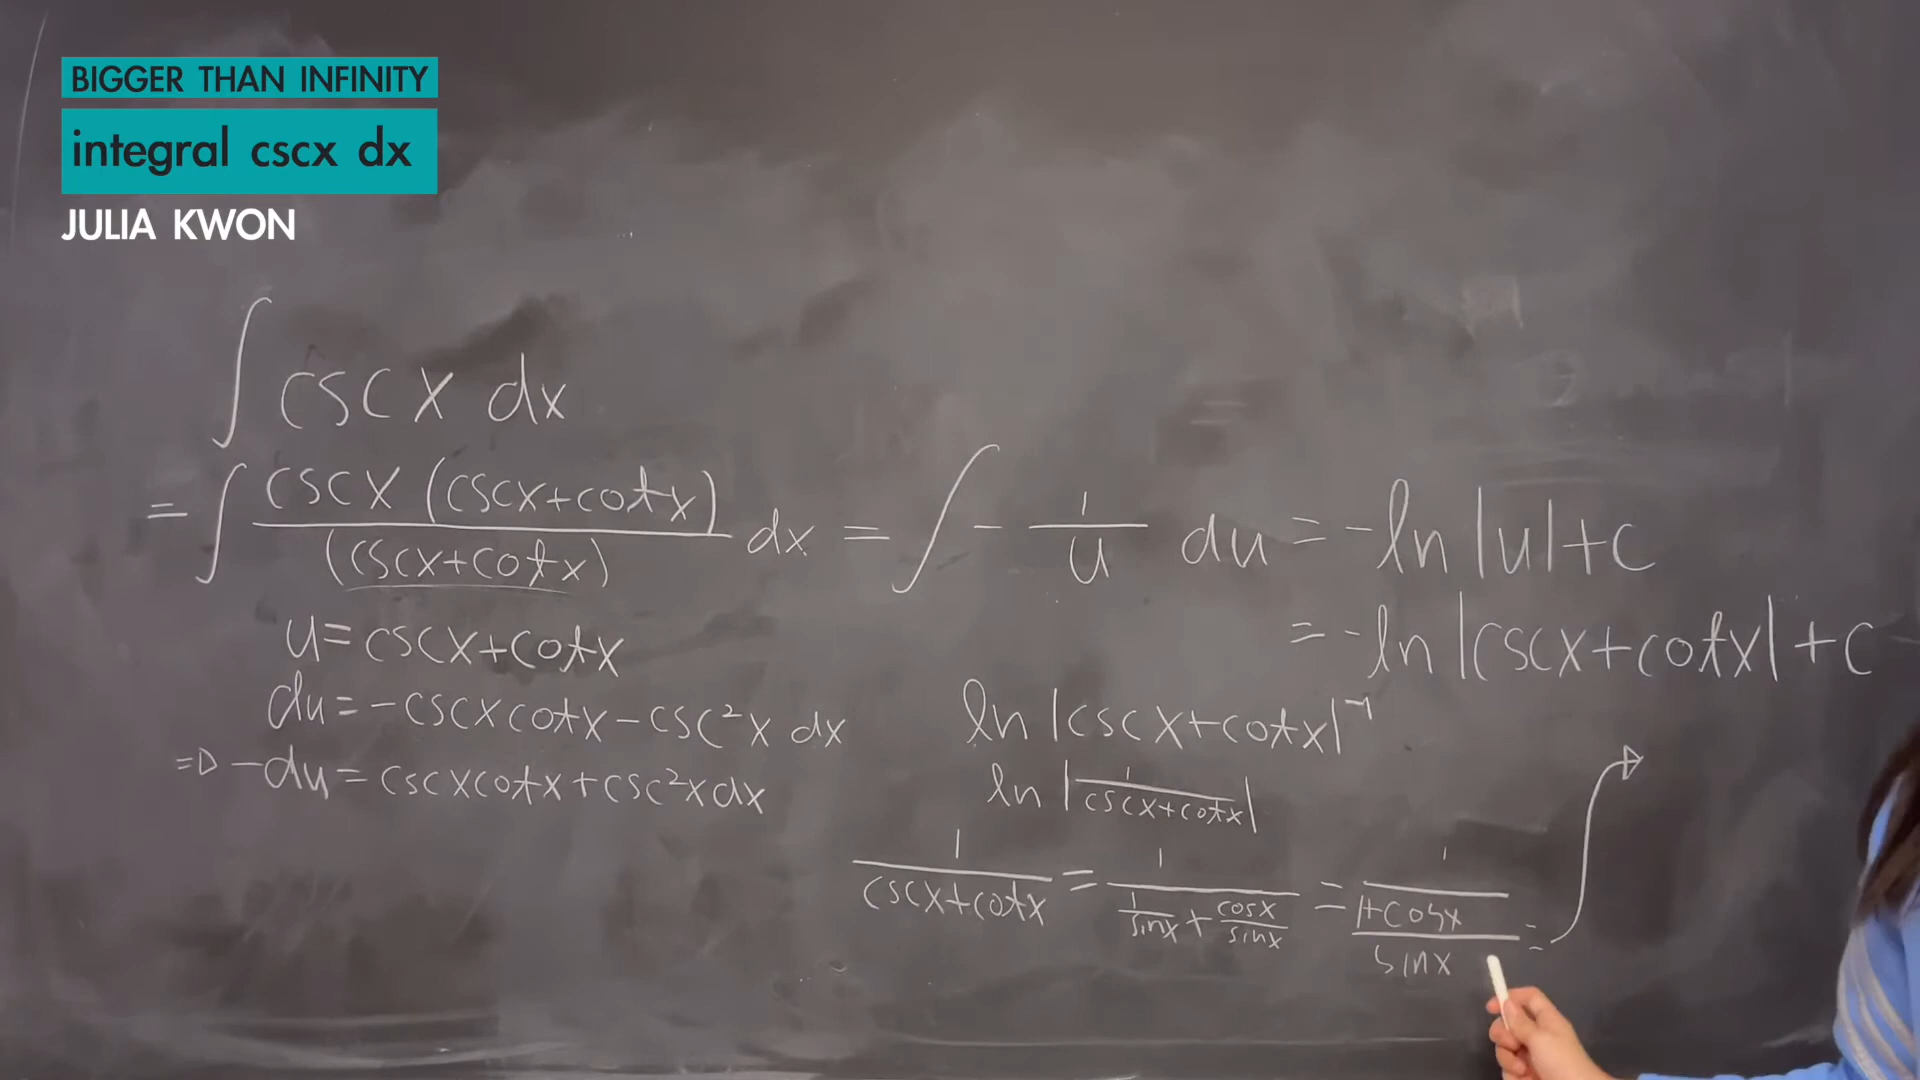 BIGGER THAN INFINITY
integral cscx dx
JULIA KWON
∫ cscx dx
= ∫ cscx (cscx+cotx) / (cscx+cotx) dx = ∫ - 1/u du = -ln|u|+c
= -ln|cscx+cotx|+c
u=cscx+cotx
du=-cscxcotx-csc²x dx
⇒ -du=cscxcotx+csc²xdx
ln|cscx+cotx|⁻¹
ln|1/(cscx+cotx)|
1/(cscx+cotx) = 1/(1/sinx + cosx/sinx) = 1/((1+cosx)/sinx) =